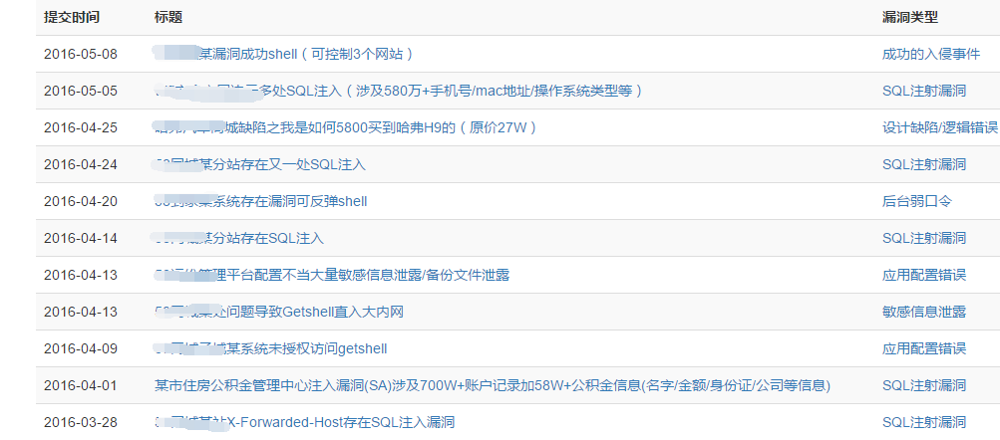 提交时间 标题 漏洞类型
2016-05-08 某漏洞成功shell（可控制3个网站） 成功的入侵事件
2016-05-05 多处SQL注入（涉及580万+手机号/mac地址/操作系统类型等） SQL注射漏洞
2016-04-25 商城缺陷之我是如何5800买到哈弗H9的（原价27W） 设计缺陷/逻辑错误
2016-04-24 同城某分站存在又一处SQL注入 SQL注射漏洞
2016-04-20 系统存在漏洞可反弹shell 后台弱口令
2016-04-14 某分站存在SQL注入 SQL注射漏洞
2016-04-13 管理平台配置不当大量敏感信息泄露/备份文件泄露 应用配置错误
2016-04-13 某处问题导致Getshell直入大内网 敏感信息泄露
2016-04-09 某系统未授权访问getshell 应用配置错误
2016-04-01 某市住房公积金管理中心注入漏洞(SA)涉及700W+账户记录加58W+公积金信息(名字/金额/身份证/公司等信息) SQL注射漏洞
2016-03-28 X-Forwarded-Host存在SQL注入漏洞 SQL注射漏洞